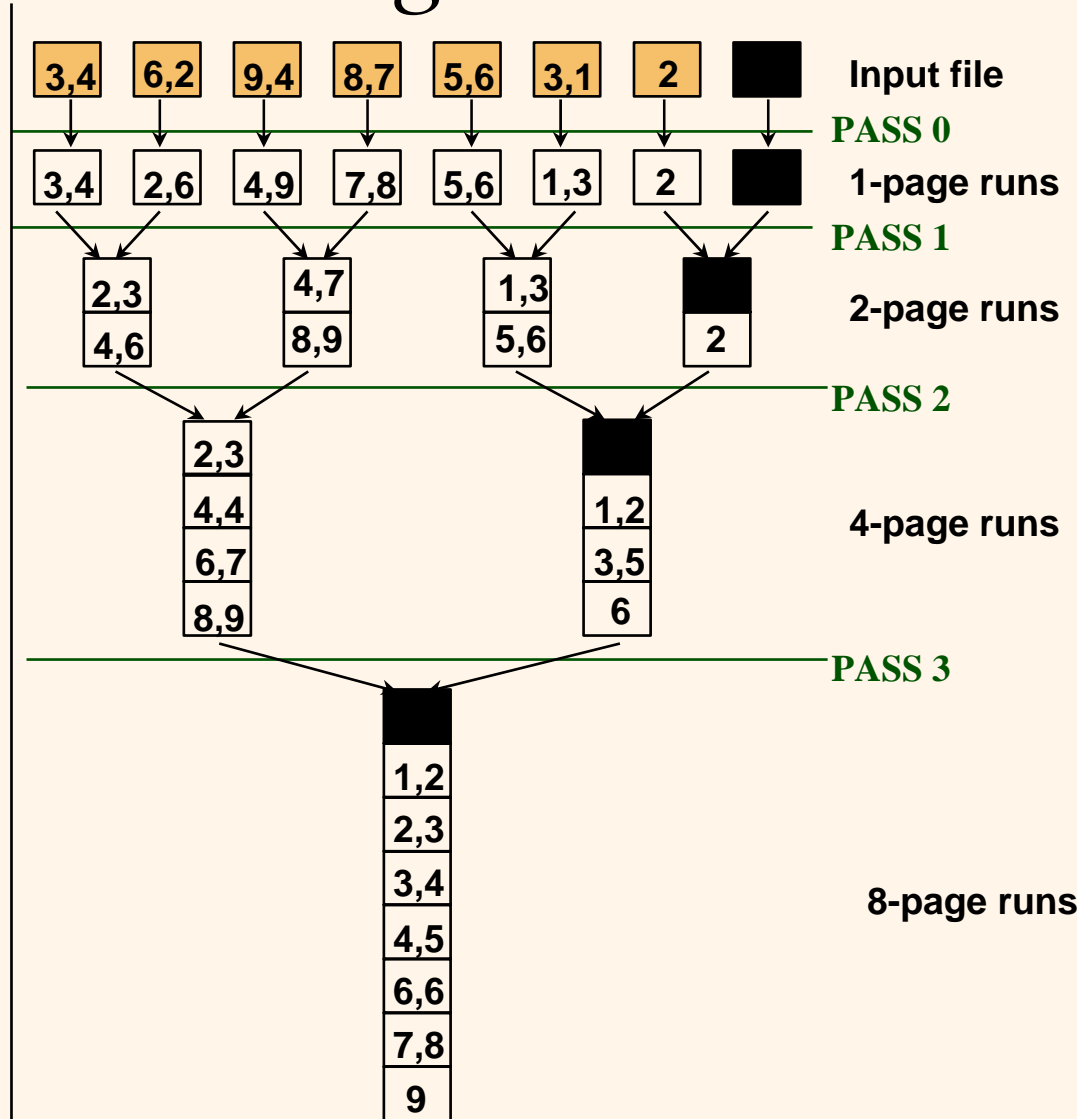 3,4 6,2 9,4 8,7 5,6 3,1 2 Input file
PASS 0
3,4 2,6 4,9 7,8 5,6 1,3 2 1-page runs
PASS 1
2,3 4,7 1,3
2-page runs
4,6 8,9 5,6 2
PASS 2
2,3
4,4 1,2
4-page runs
6,7 3,5
8,9 6
PASS 3
1,2
2,3
3,4
8-page runs
4,5
6,6
7,8
9